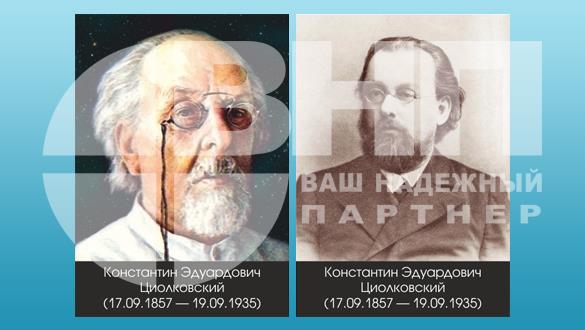 ВНП
ВАШ НАДЕЖНЫЙ
ПАРТНЕР
Константин Эдуардович
Циолковский
(17.09.1857 — 19.09.1935)
Константин Эдуардович
Циолковский
(17.09.1857 — 19.09.1935)